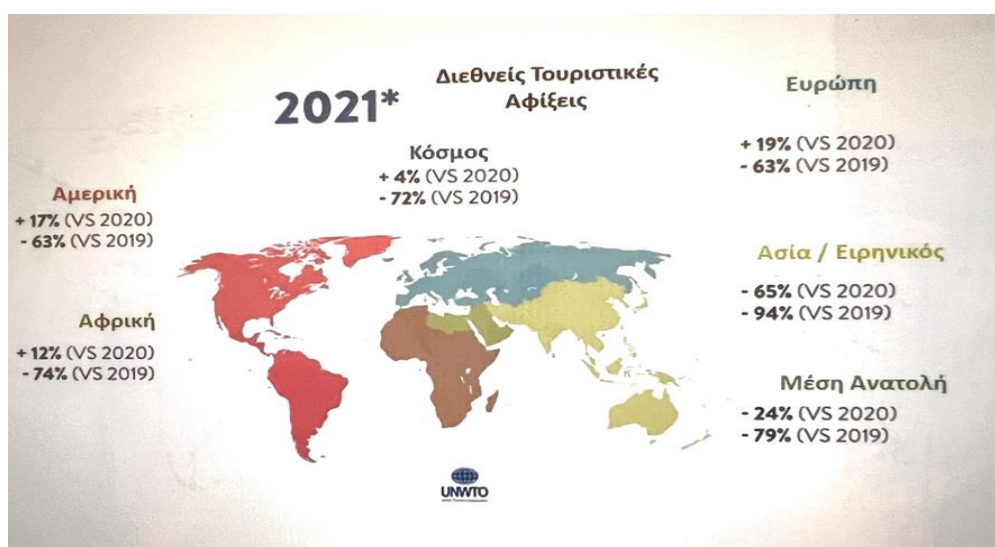 2021*
Διεθνείς Τουριστικές
Αφίξεις
Κόσμος
+ 4% (VS 2020)
- 72% (VS 2019)
Ευρώπη
+ 19% (VS 2020)
- 63% (VS 2019)
Αμερική
+ 17% (VS 2020)
- 63% (VS 2019)
Ασία / Ειρηνικός
- 65% (VS 2020)
- 94% (VS 2019)
Αφρική
+ 12% (VS 2020)
- 74% (VS 2019)
Μέση Ανατολή
- 24% (VS 2020)
- 79% (VS 2019)
UNWTO